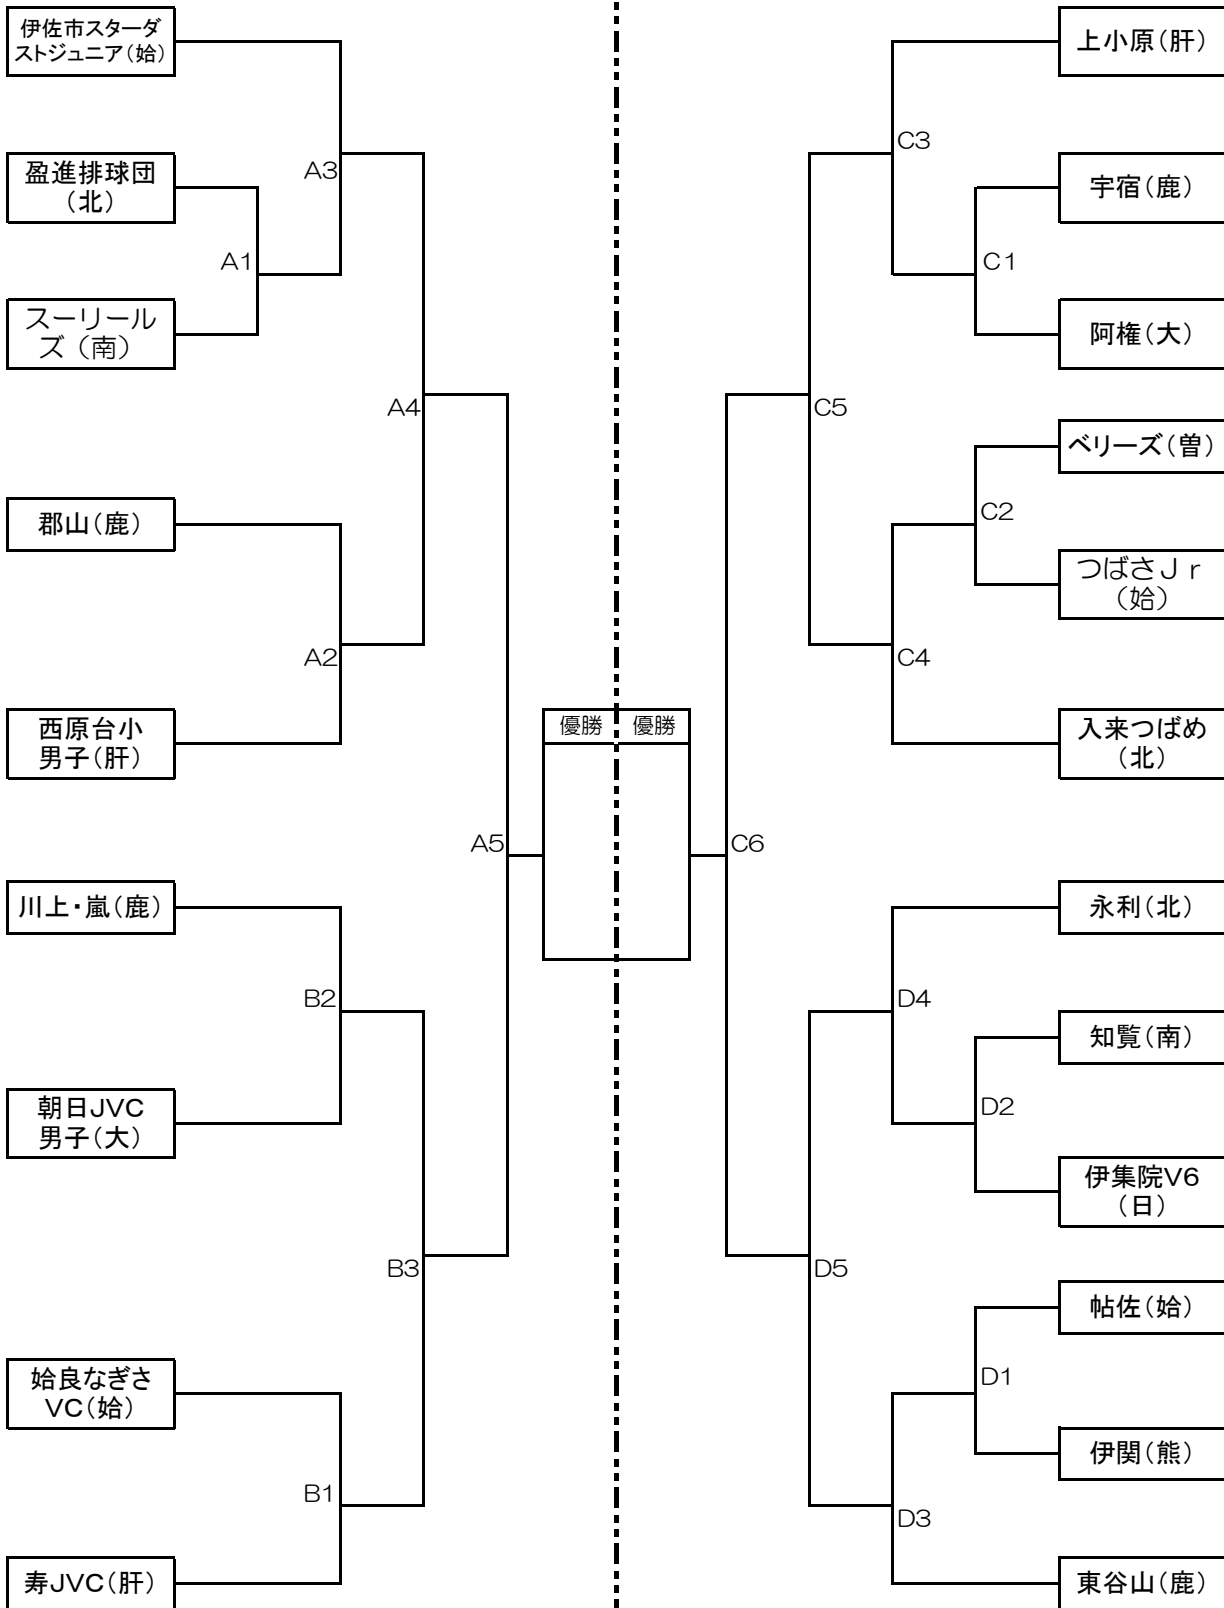 伊佐市スターダ
ストジュニア(姶)
盈進排球団
(北)
スーリール
ズ（南）
郡山(鹿)
西原台小
男子(肝)
川上・嵐(鹿)
朝日JVC
男子(大)
姶良なぎさ
VC(姶)
寿JVC(肝)
A3
A1
A4
A2
A5
B2
B3
B1
優勝
優勝
C3
C1
C5
C2
C4
C6
D4
D2
D5
D1
D3
上小原(肝)
宇宿(鹿)
阿権(大)
ベリーズ(曽)
つばさＪｒ
（姶）
入来つばめ
(北)
永利(北)
知覧(南)
伊集院V6
(日)
帖佐(姶)
伊関(熊)
東谷山(鹿)